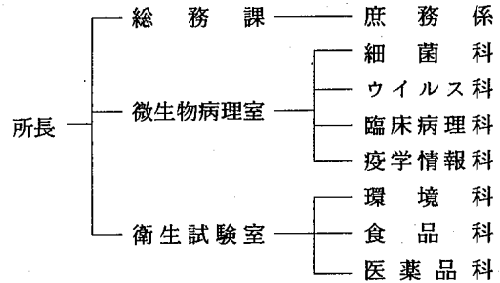 総務課 庶務係
細菌科
ウイルス科
所長 微生物病理室
臨床病理科
疫学情報科
環境科
衛生試験室 食品科
医薬品科